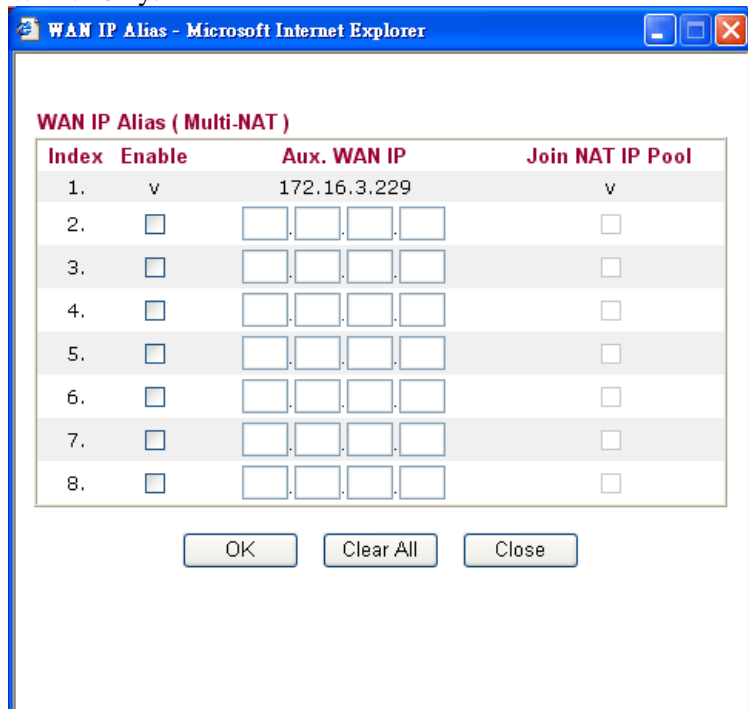 WAN IP Alias - Microsoft Internet Explorer
WAN IP Alias ( Multi-NAT )
Index Enable Aux. WAN IP Join NAT IP Pool
1. v 172.16.3.229 v
2. . . .
3. . . .
4. . . .
5. . . .
6. . . .
7. . . .
8. . . .
OK Clear All Close